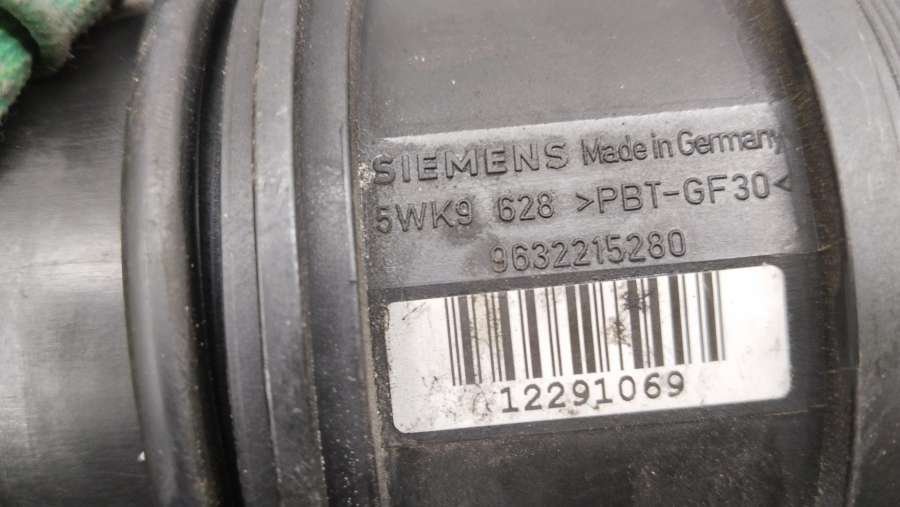 SIEMENS Made in Germany
5WK9 628 >PBT-GF30<
9632215280
12291069